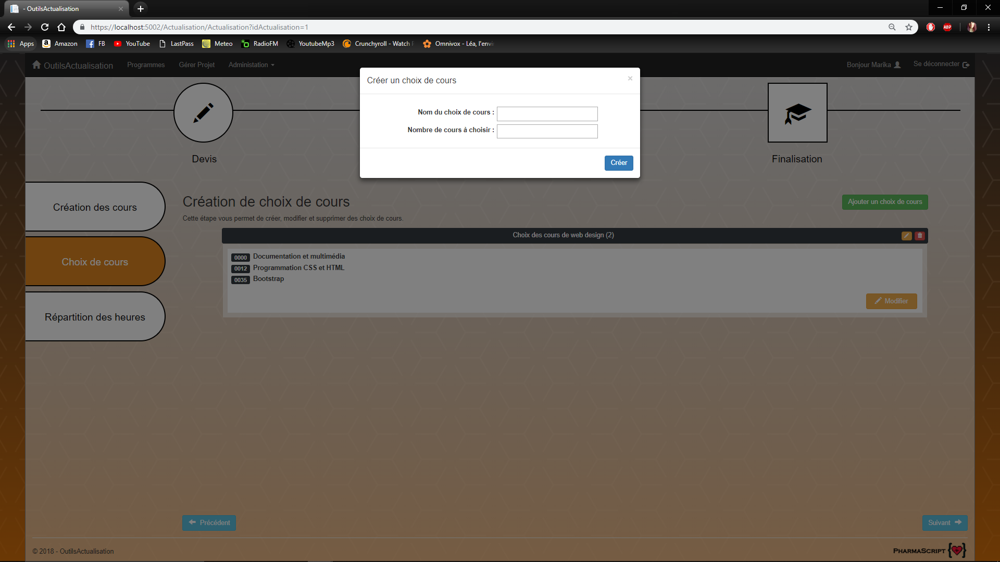 - OutilsActualisation
https://localhost:5002/Actualisation/Actualisation?idActualisation=1
Apps Amazon FB YouTube LastPass Meteo RadioFM YoutubeMp3 Crunchyroll - Watch Omnivox - Léa, l'envi
OutilsActualisation Programmes Gérer Projet Administation Bonjour Marika Se déconnecter
Créer un choix de cours ×
Nom du choix de cours :
Nombre de cours à choisir :
Créer
Devis
Finalisation
Création des cours
Choix de cours
Répartition des heures
Création de choix de cours
Ajouter un choix de cours
Cette étape vous permet de créer, modifier et supprimer des choix de cours.
Choix des cours de web design (2)
0000 Documentation et multimédia
0012 Programmation CSS et HTML
0035 Bootstrap
Modifier
Précédent
Suivant
© 2018 - OutilsActualisation
PharmaScript
ABP